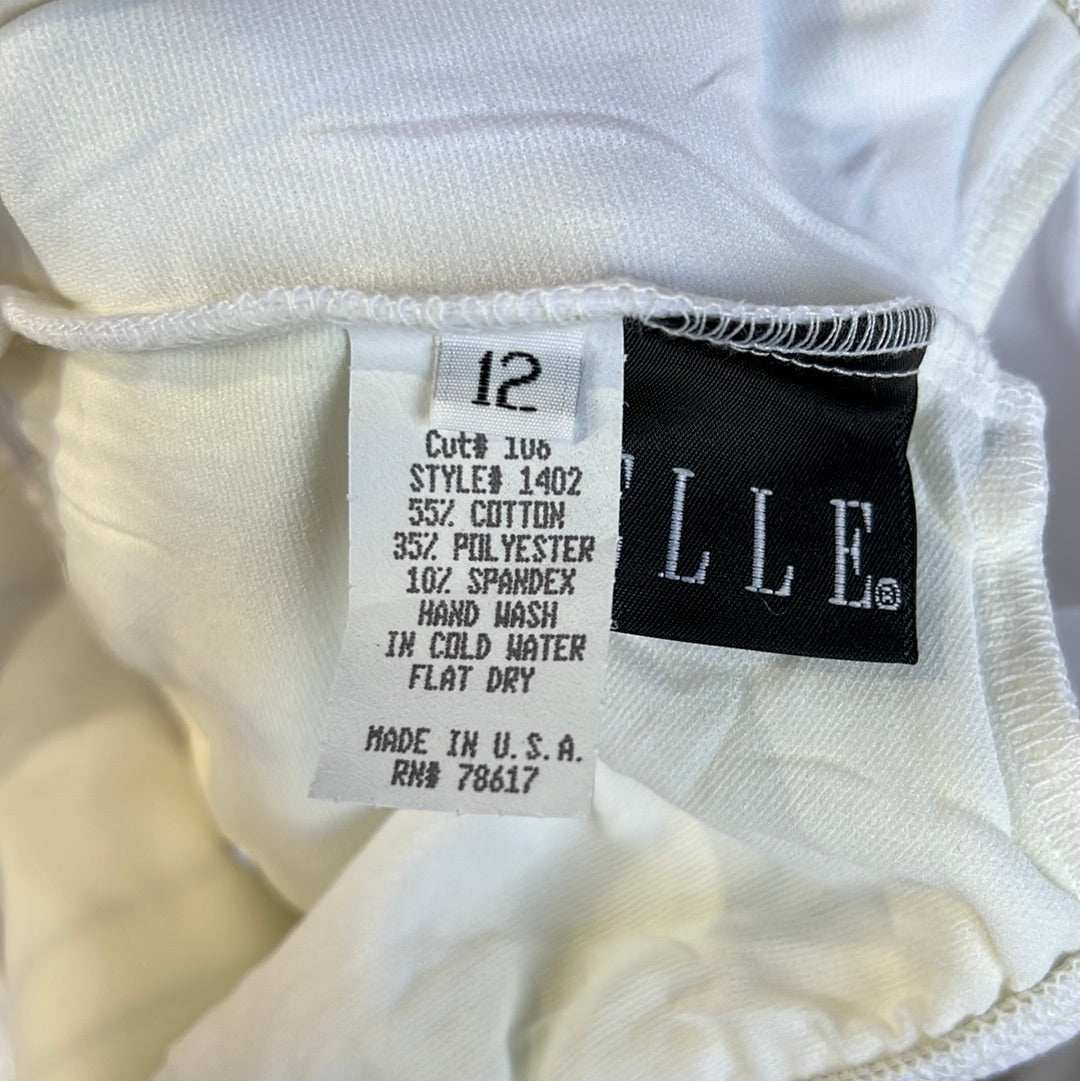 12
Cut# 106
STYLE# 1402
55% COTTON
35% POLYESTER
10% SPANDEX
HAND WASH
IN COLD WATER
FLAT DRY
MADE IN U.S.A.
RN# 78617
LLE®